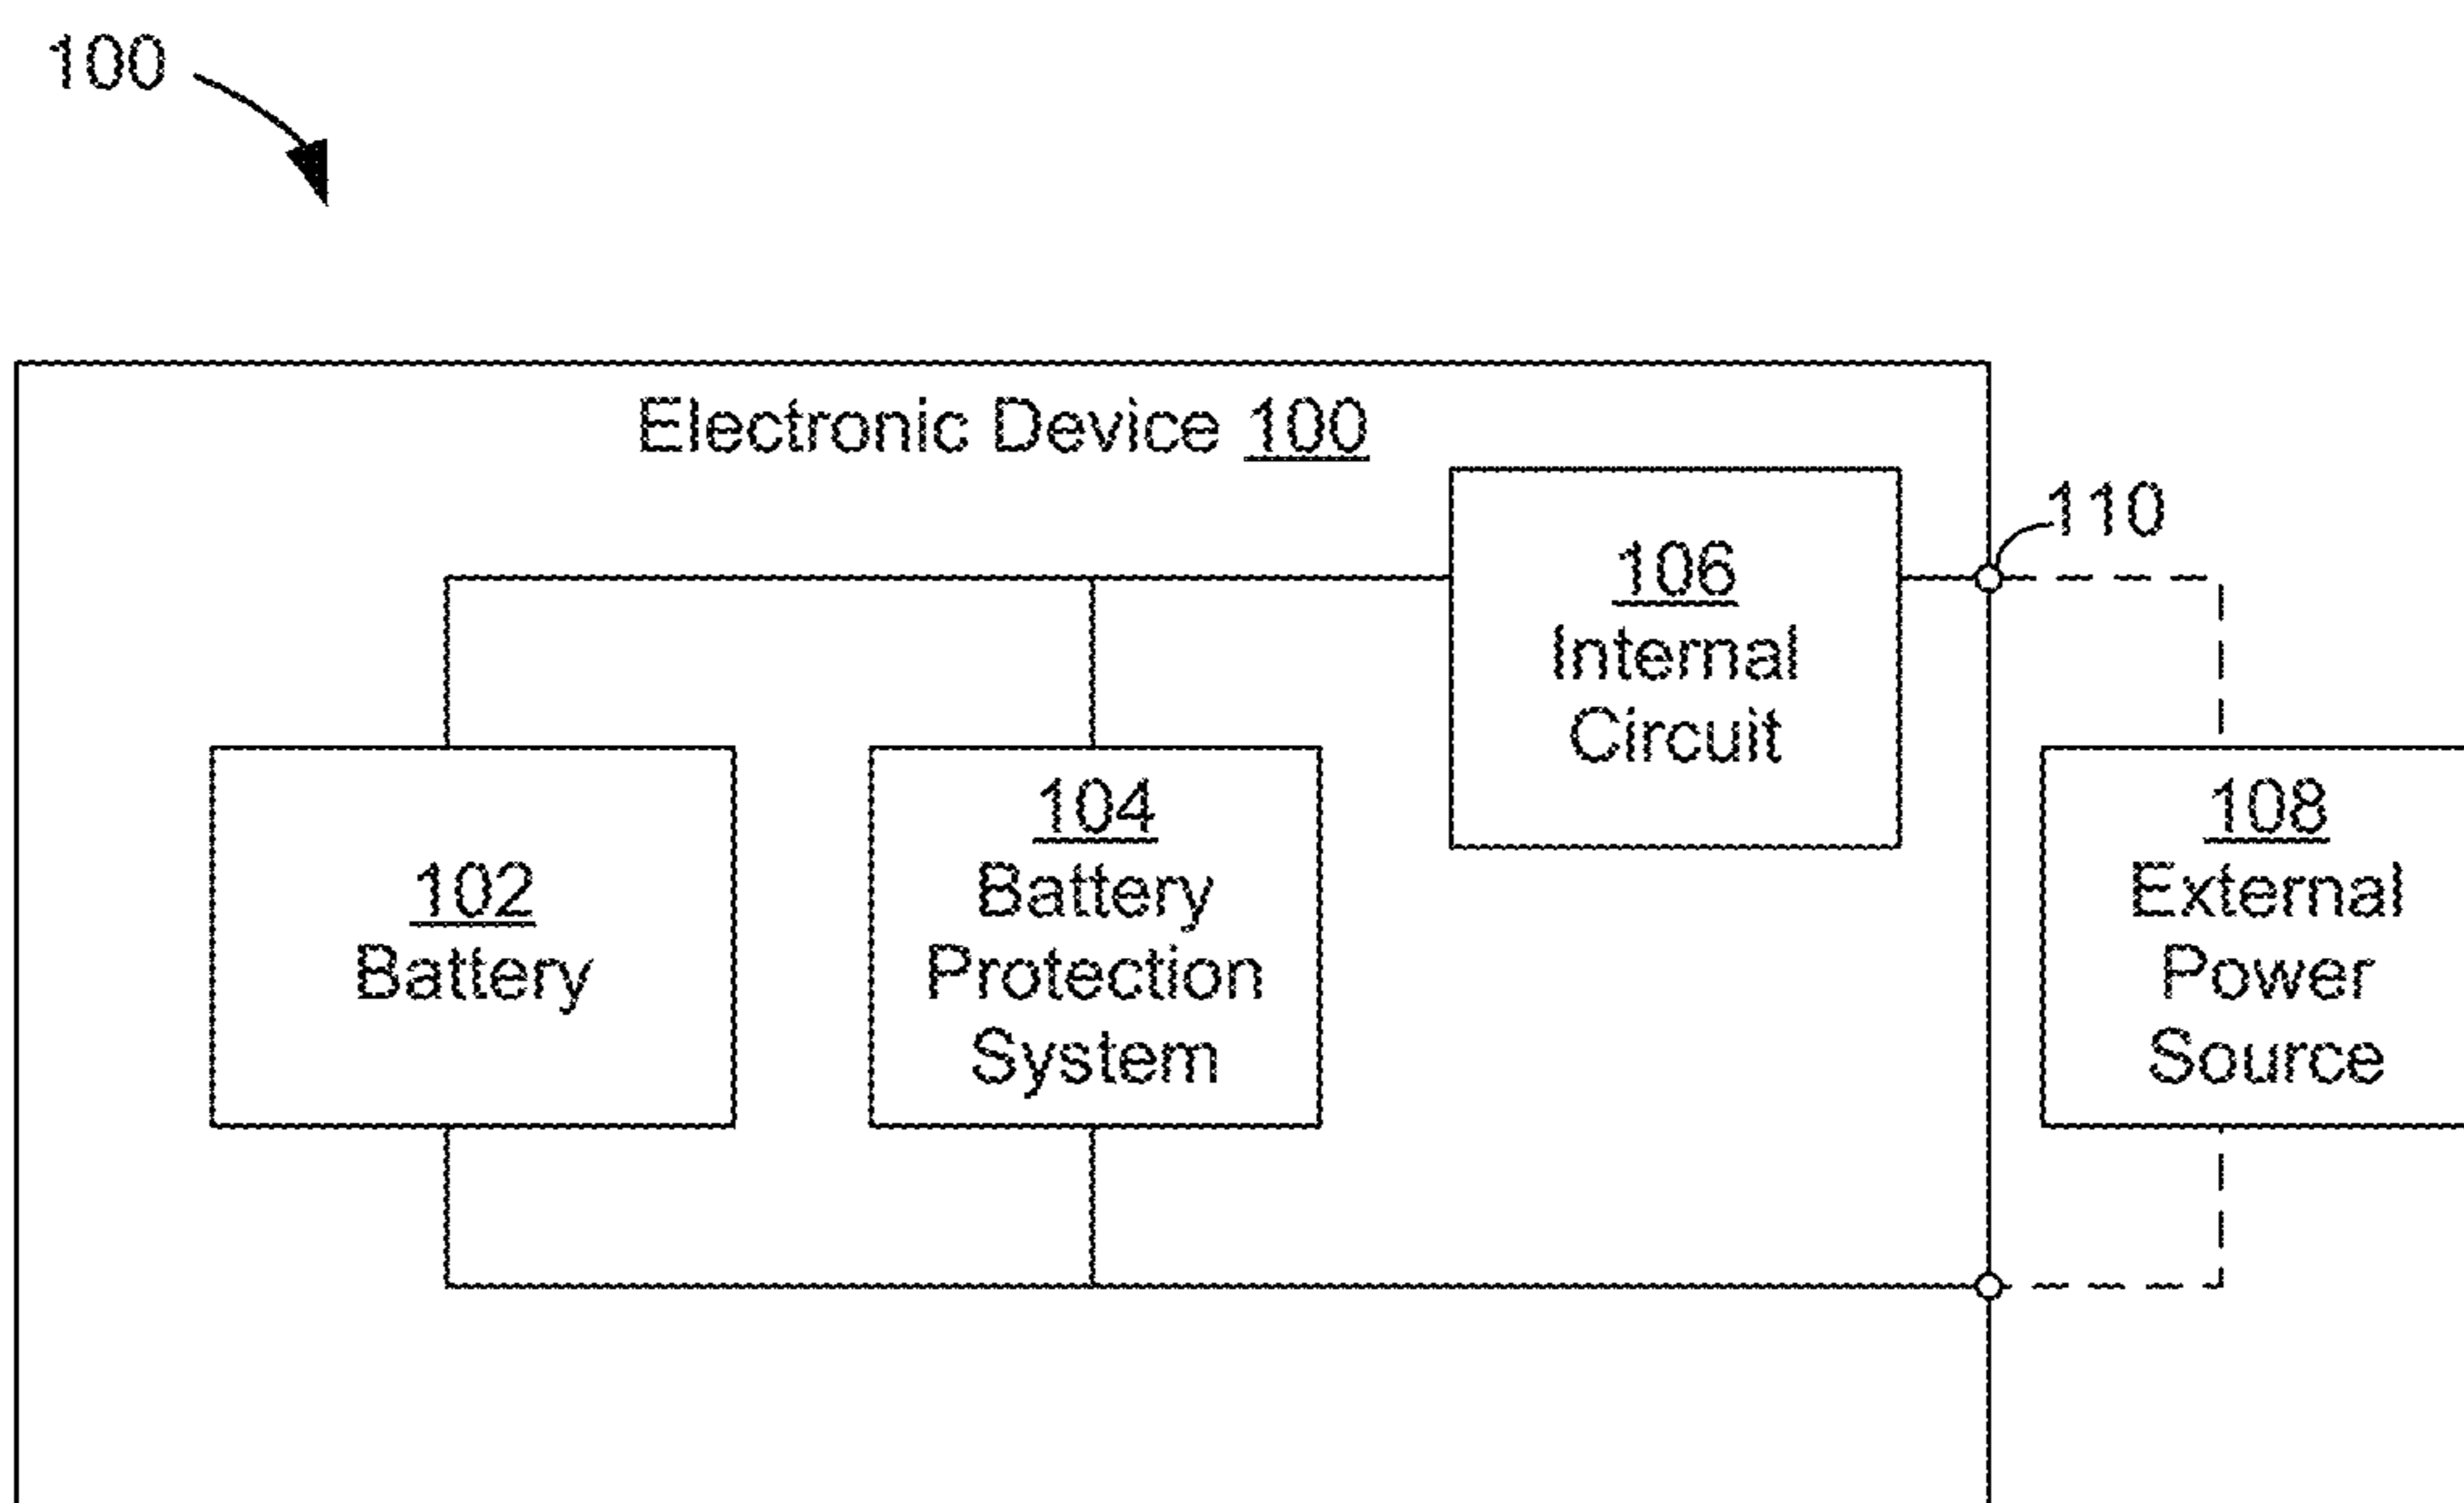 100
Electronic Device 100
110
106
Internal
Circuit
102
Battery
104
Battery
Protection
System
108
External
Power
Source